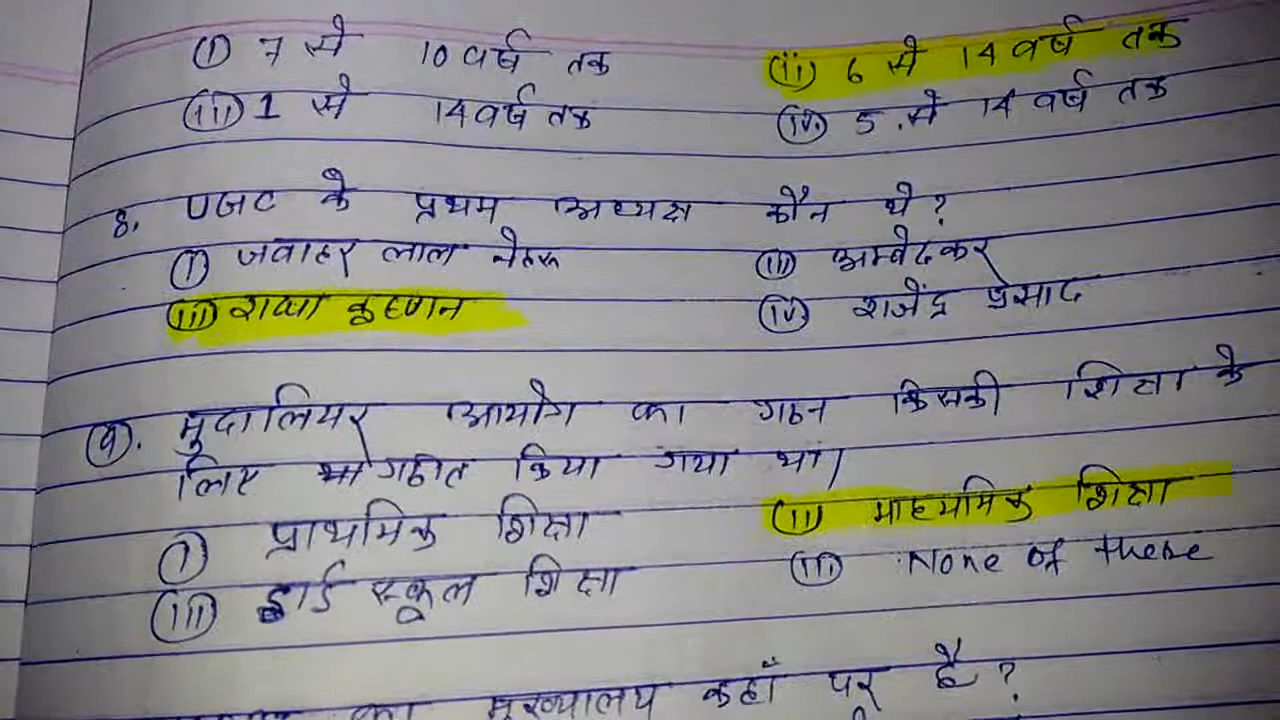 (i) 7 से 10 वर्ष तक (ii) 6 से 14 वर्ष तक
(iii) 1 से 14 वर्ष तक (iv) 5 से 14 वर्ष तक
8. के प्रथम अध्यक्ष कौन थे?
(i) जवाहर लाल नेहरू (ii) अम्बेदकर
(iii) राधा कृष्णन (iv) राजेंद्र प्रसाद
(9). मुदालियर आयोग का गठन किसकी शिक्षा के
लिए गठीत किया गया था।
(i) प्राथमिक शिक्षा (ii) माध्यमिक शिक्षा
(iii) हाई स्कूल शिक्षा (iii) None of these
का मुख्यालय कहाँ पर है?